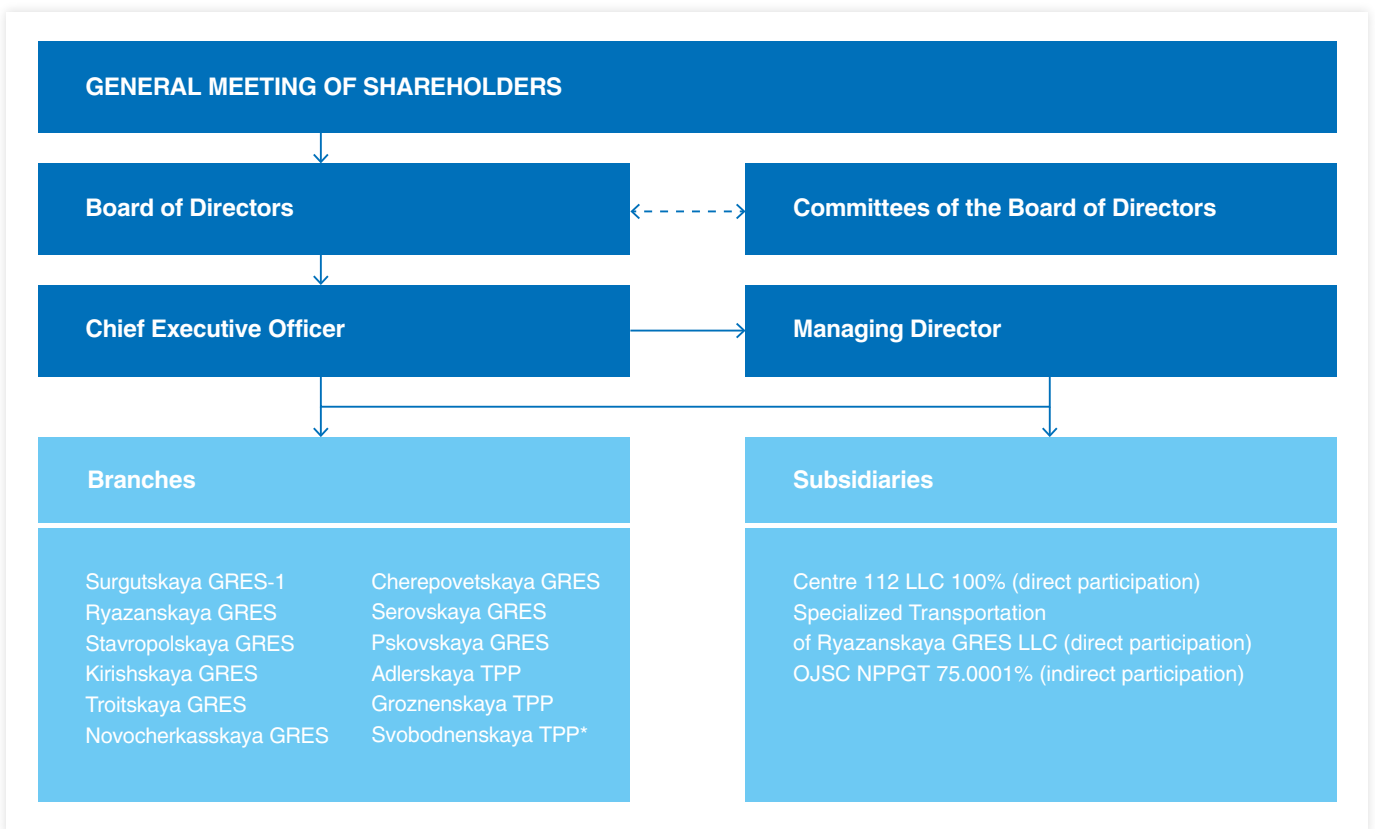 GENERAL MEETING OF SHAREHOLDERS
Board of Directors
Committees of the Board of Directors
Chief Executive Officer
Managing Director
Branches
Surgutskaya GRES-1
Ryazanskaya GRES
Stavropolskaya GRES
Kirishskaya GRES
Troitskaya GRES
Novocherkasskaya GRES
Cherepovetskaya GRES
Serovskaya GRES
Pskovskaya GRES
Adlerskaya TPP
Groznenskaya TPP
Svobodnenskaya TPP*
Subsidiaries
Centre 112 LLC 100% (direct participation)
Specialized Transportation
of Ryazanskaya GRES LLC (direct participation)
OJSC NPPGT 75.0001% (indirect participation)